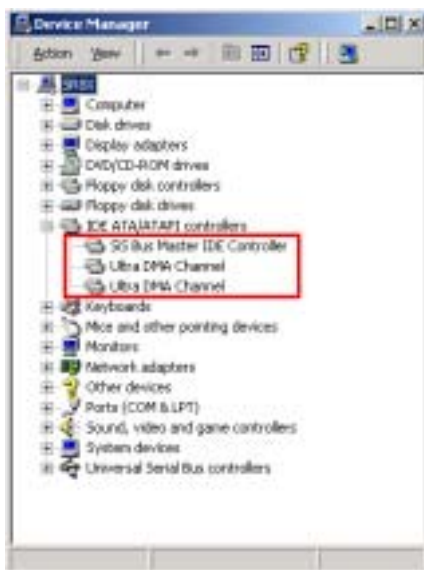 Device Manager
Action View
Computer
Disk drives
Display adapters
DVD/CD-ROM drives
Floppy disk controllers
Floppy disk drives
IDE ATA/ATAPI controllers
SiS Bus Master IDE Controller
Ultra DMA Channel
Ultra DMA Channel
Keyboards
Mice and other pointing devices
Monitors
Network adapters
Other devices
Ports (COM & LPT)
Sound, video and game controllers
System devices
Universal Serial Bus controllers